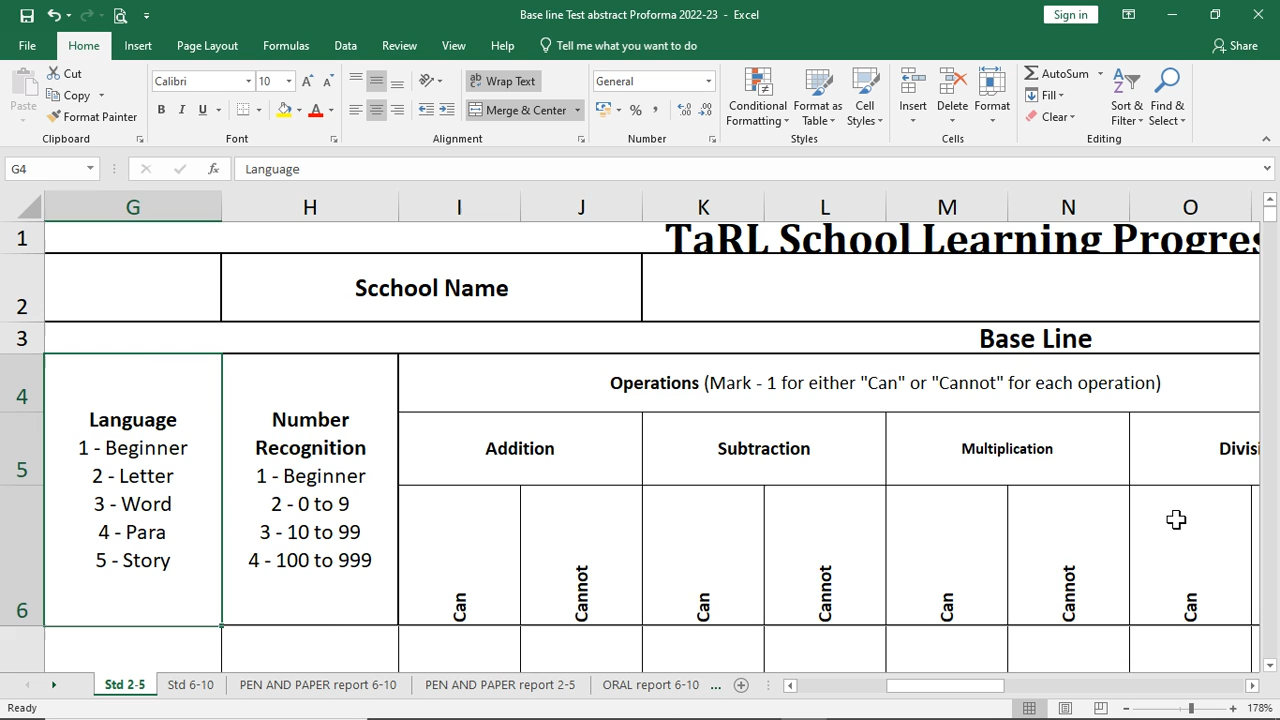 Base line Test abstract Proforma 2022-23 - Excel
Sign in
File Home Insert Page Layout Formulas Data Review View Help Tell me what you want to do Share
Paste
Cut
Copy
Format Painter
Clipboard
Calibri 10
B I U
Font
Wrap Text
Merge & Center
Alignment
General
Number
Conditional Formatting
Format as Table
Cell Styles
Styles
Insert Delete Format
Cells
AutoSum
Fill
Clear
Sort & Filter
Find & Select
Editing
G4
fx
Language
G H I J K L M N O
1
TaRL School Learning Progres
2
Scchool Name
3
Base Line
4
Operations (Mark - 1 for either "Can" or "Cannot" for each operation)
5
Addition Subtraction Multiplication Divisi
Language
1 - Beginner
2 - Letter
3 - Word
4 - Para
5 - Story
Number
Recognition
1 - Beginner
2 - 0 to 9
3 - 10 to 99
4 - 100 to 999
6
Can Cannot Can Cannot Can Cannot Can
Std 2-5 Std 6-10 PEN AND PAPER report 6-10 PEN AND PAPER report 2-5 ORAL report 6-10 ...
Ready
178%